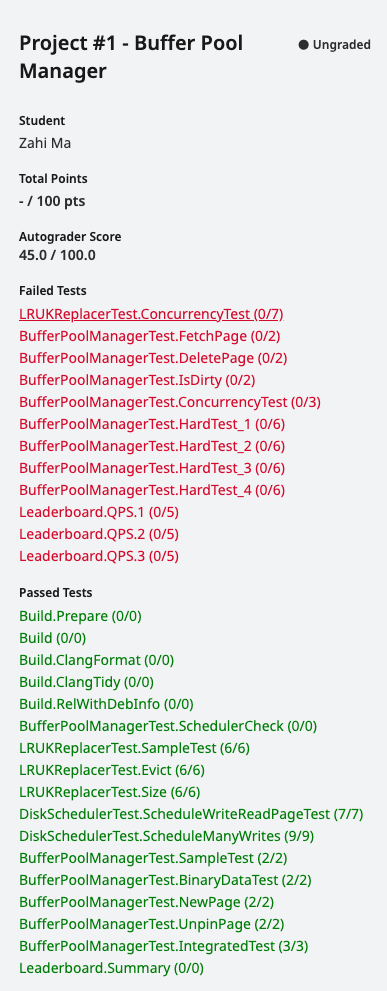 Project #1 - Buffer Pool
Manager
● Ungraded
Student
Zahi Ma
Total Points
- / 100 pts
Autograder Score
45.0 / 100.0
Failed Tests
LRUKReplacerTest.ConcurrencyTest (0/7)
BufferPoolManagerTest.FetchPage (0/2)
BufferPoolManagerTest.DeletePage (0/2)
BufferPoolManagerTest.IsDirty (0/2)
BufferPoolManagerTest.ConcurrencyTest (0/3)
BufferPoolManagerTest.HardTest_1 (0/6)
BufferPoolManagerTest.HardTest_2 (0/6)
BufferPoolManagerTest.HardTest_3 (0/6)
BufferPoolManagerTest.HardTest_4 (0/6)
Leaderboard.QPS.1 (0/5)
Leaderboard.QPS.2 (0/5)
Leaderboard.QPS.3 (0/5)
Passed Tests
Build.Prepare (0/0)
Build (0/0)
Build.ClangFormat (0/0)
Build.ClangTidy (0/0)
Build.RelWithDebInfo (0/0)
BufferPoolManagerTest.SchedulerCheck (0/0)
LRUKReplacerTest.SampleTest (6/6)
LRUKReplacerTest.Evict (6/6)
LRUKReplacerTest.Size (6/6)
DiskSchedulerTest.ScheduleWriteReadPageTest (7/7)
DiskSchedulerTest.ScheduleManyWrites (9/9)
BufferPoolManagerTest.SampleTest (2/2)
BufferPoolManagerTest.BinaryDataTest (2/2)
BufferPoolManagerTest.NewPage (2/2)
BufferPoolManagerTest.UnpinPage (2/2)
BufferPoolManagerTest.IntegratedTest (3/3)
Leaderboard.Summary (0/0)